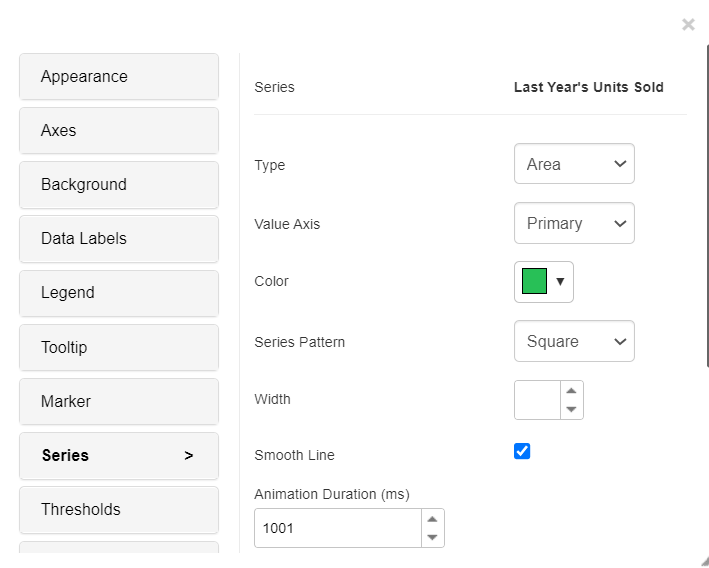 ×
Appearance
Axes
Background
Data Labels
Legend
Tooltip
Marker
Series >
Thresholds
Series Last Year's Units Sold
Type Area
Value Axis Primary
Color
Series Pattern Square
Width
Smooth Line
Animation Duration (ms)
1001